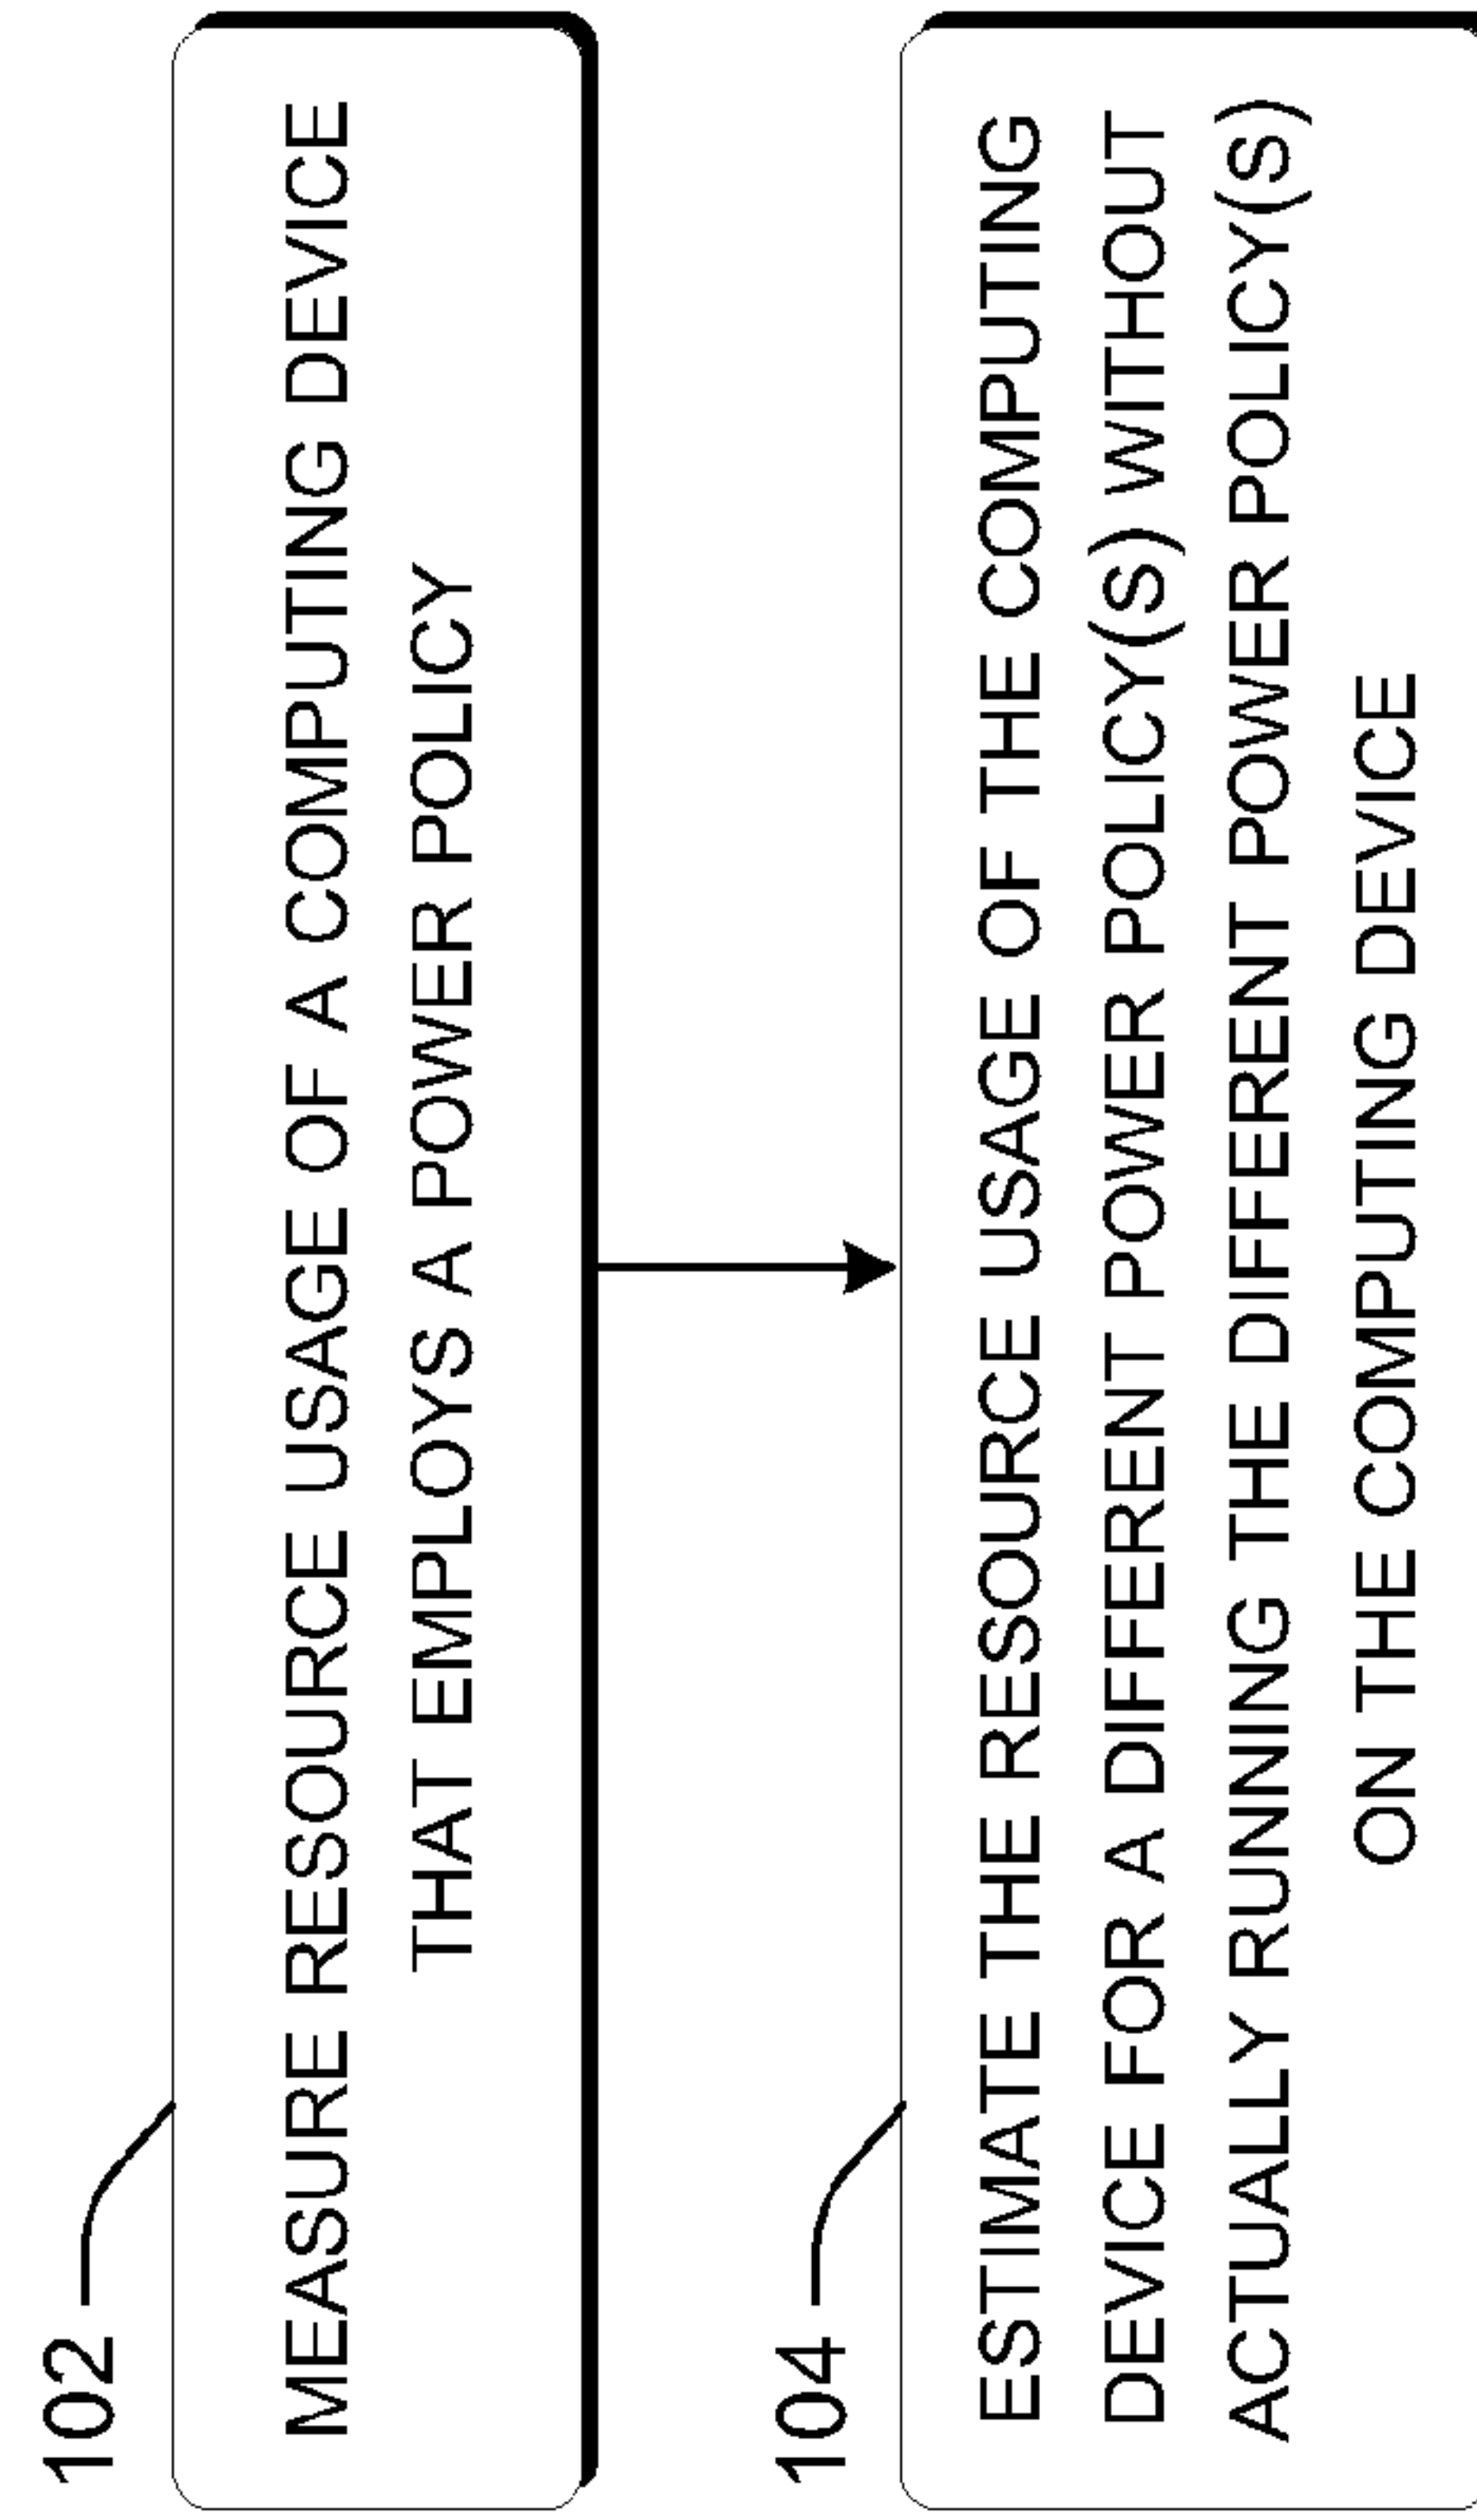 102
MEASURE RESOURCE USAGE OF A COMPUTING DEVICE
THAT EMPLOYS A POWER POLICY
104
ESTIMATE THE RESOURCE USAGE OF THE COMPUTING
DEVICE FOR A DIFFERENT POWER POLICY(S) WITHOUT
ACTUALLY RUNNING THE DIFFERENT POWER POLICY(S)
ON THE COMPUTING DEVICE